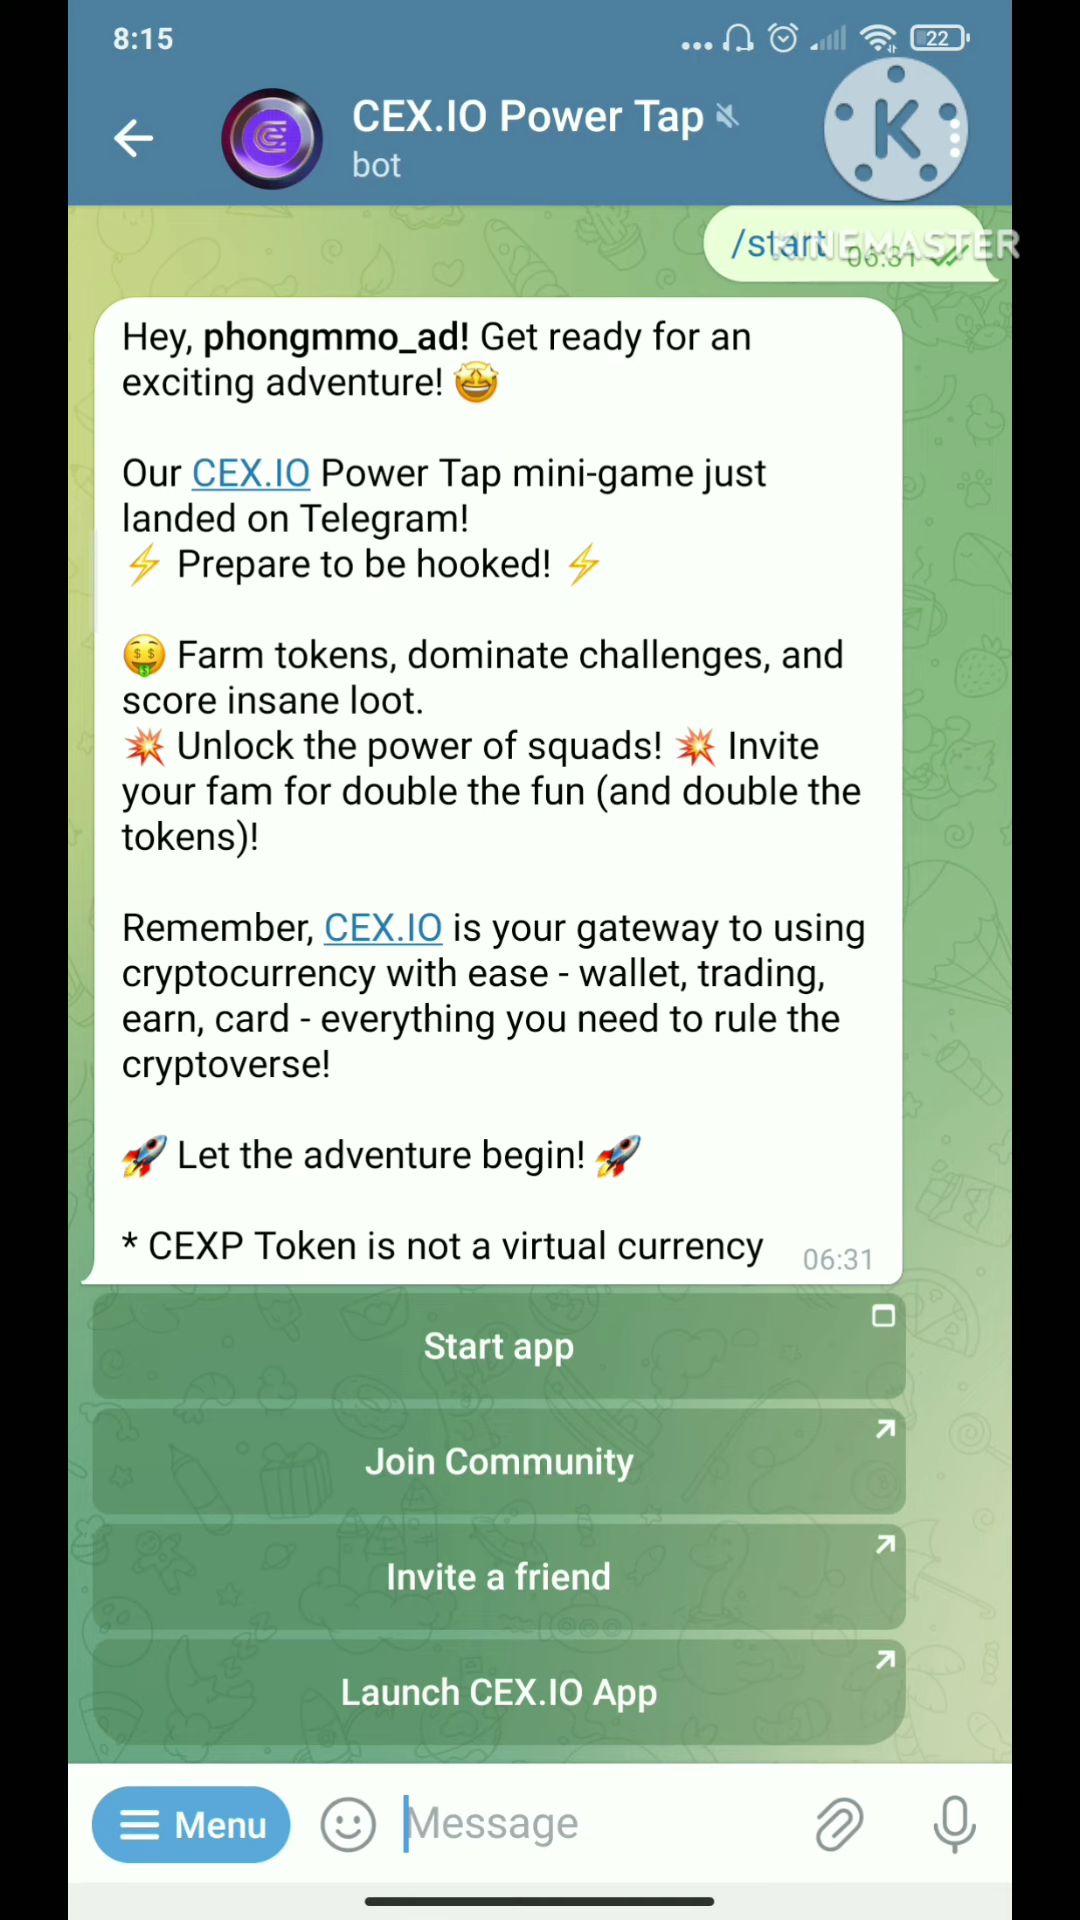 8:15
22
CEX.IO Power Tap
bot
K
/start 06:31
KINEMASTER
Hey, phongmmo_ad! Get ready for an
exciting adventure! 🤩
Our CEX.IO Power Tap mini-game just
landed on Telegram!
⚡ Prepare to be hooked! ⚡
🤑 Farm tokens, dominate challenges, and
score insane loot.
💥 Unlock the power of squads! 💥 Invite
your fam for double the fun (and double the
tokens)!
Remember, CEX.IO is your gateway to using
cryptocurrency with ease - wallet, trading,
earn, card - everything you need to rule the
cryptoverse!
🚀 Let the adventure begin! 🚀
* CEXP Token is not a virtual currency 06:31
Start app
Join Community
Invite a friend
Launch CEX.IO App
Menu
Message